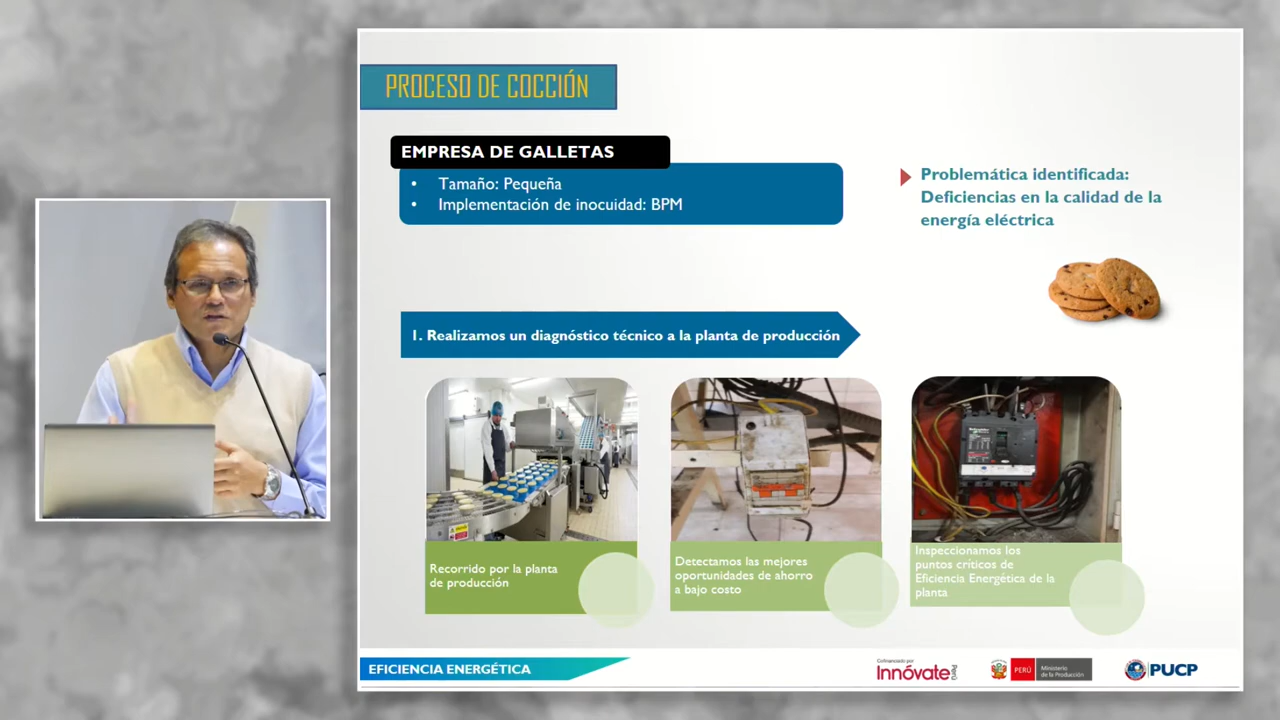 PROCESO DE COCCIÓN
EMPRESA DE GALLETAS
• Tamaño: Pequeña
• Implementación de inocuidad: BPM
Problemática identificada:
Deficiencias en la calidad de la
energía eléctrica
1. Realizamos un diagnóstico técnico a la planta de producción
Recorrido por la planta
de producción
Detectamos las mejores
oportunidades de ahorro
a bajo costo
Inspeccionamos los
puntos críticos de
Eficiencia Energética de la
planta
EFICIENCIA ENERGÉTICA
Cofinanciado por
Innóvate Perú
PERÚ
Ministerio
de la Producción
PUCP